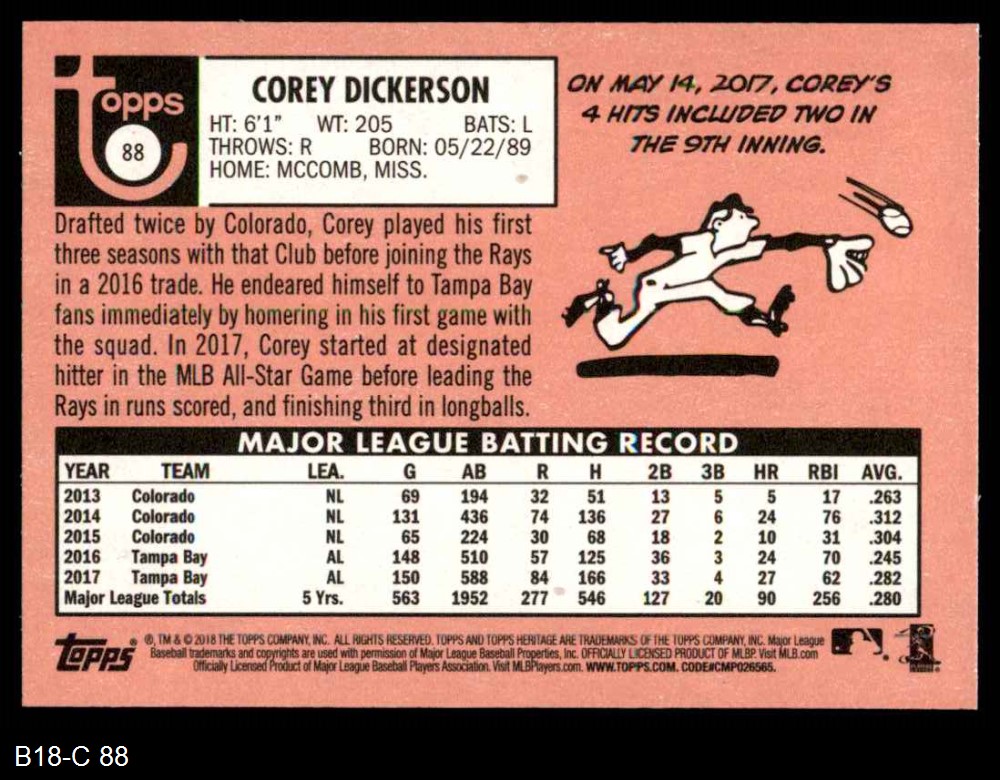 Topps
88
COREY DICKERSON
HT: 6'1" WT: 205 BATS: L
THROWS: R BORN: 05/22/89
HOME: MCCOMB, MISS.
ON MAY 14, 2017, COREY'S
4 HITS INCLUDED TWO IN
THE 9TH INNING.
Drafted twice by Colorado, Corey played his first
three seasons with that Club before joining the Rays
in a 2016 trade. He endeared himself to Tampa Bay
fans immediately by homering in his first game with
the squad. In 2017, Corey started at designated
hitter in the MLB All-Star Game before leading the
Rays in runs scored, and finishing third in longballs.
MAJOR LEAGUE BATTING RECORD
YEAR TEAM LEA. G AB R H 2B 3B HR RBI AVG.
2013 Colorado NL 69 194 32 51 13 5 5 17 .263
2014 Colorado NL 131 436 74 136 27 6 24 76 .312
2015 Colorado NL 65 224 30 68 18 2 10 31 .304
2016 Tampa Bay AL 148 510 57 125 36 3 24 70 .245
2017 Tampa Bay AL 150 588 84 166 33 4 27 62 .282
Major League Totals 5 Yrs. 563 1952 277 546 127 20 90 256 .280
Topps® ®, TM & © 2018 THE TOPPS COMPANY, INC. ALL RIGHTS RESERVED. TOPPS AND TOPPS HERITAGE ARE TRADEMARKS OF THE TOPPS COMPANY, INC. Major League
Baseball trademarks and copyrights are used with permission of Major League Baseball Properties, Inc. OFFICIALLY LICENSED PRODUCT OF MLBP. Visit MLB.com
Officially Licensed Product of Major League Baseball Players Association. Visit MLBPlayers.com. WWW.TOPPS.COM. CODE#CMP026565.
B18-C 88